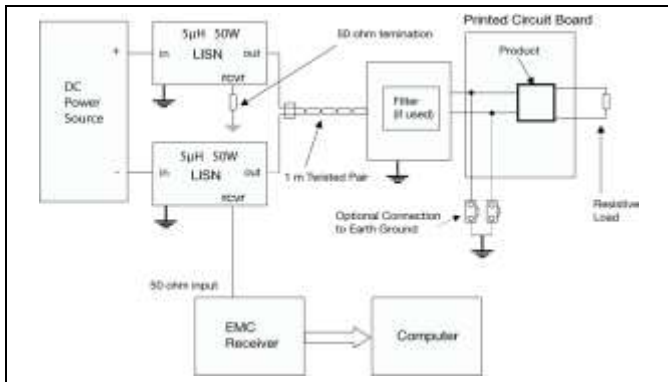 Printed Circuit Board
5µH 50W
LISN
in
out
rcvr
50 ohm temination
Product
+
DC
Power
Source
Filter
(if used)
5µH 50W
LISN
-
in
out
rcvr
1 m Twisted Pair
Optional Connection
to Earth Ground
Resistive
Load
50 ohm input
EMC
Receiver
Computer